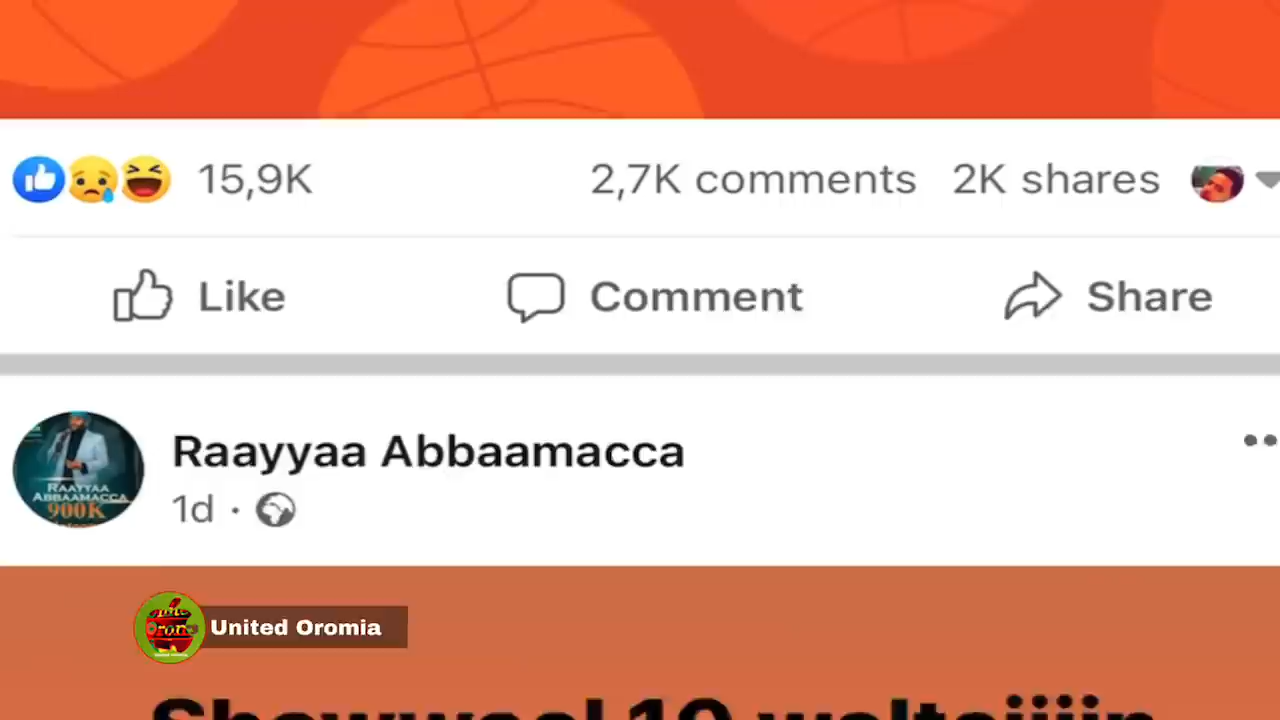 15,9K 2,7K comments 2K shares
Like Comment Share
Raayyaa Abbaamacca
1d ·
RAAYYAA
ABBAAMACCA
900K
United Oromia